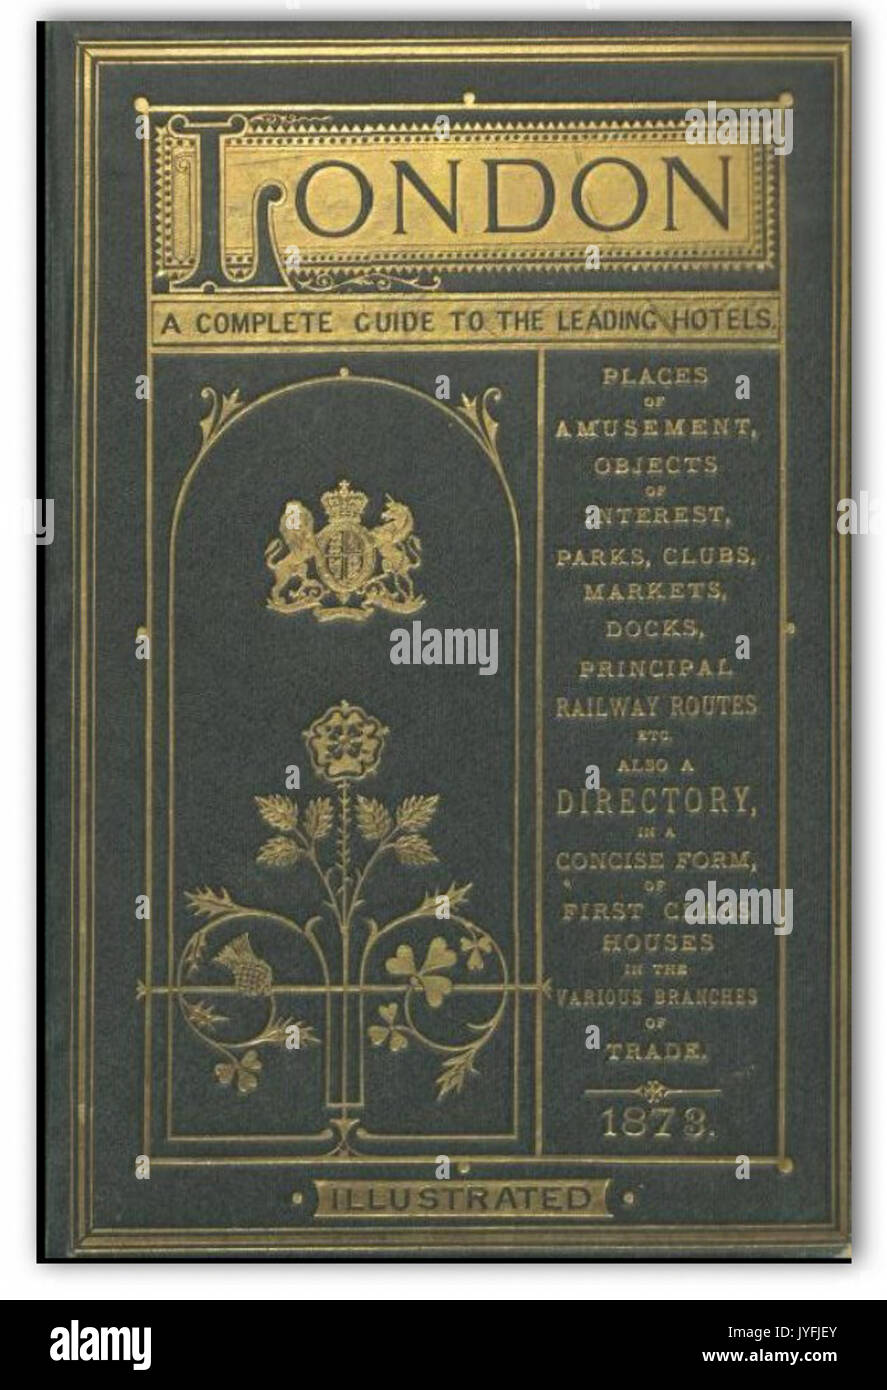 LONDON
A COMPLETE GUIDE TO THE LEADING HOTELS.
PLACES
OF
AMUSEMENT,
OBJECTS
OF
INTEREST,
PARKS, CLUBS,
MARKETS,
DOCKS,
PRINCIPAL
RAILWAY ROUTES
ETC.
ALSO A
DIRECTORY,
IN A
CONCISE FORM,
OF
FIRST CLASS
HOUSES
IN THE
VARIOUS BRANCHES
OF
TRADE.
1873.
ILLUSTRATED
alamy
a
alamy
Image ID: JYFJEY
www.alamy.com